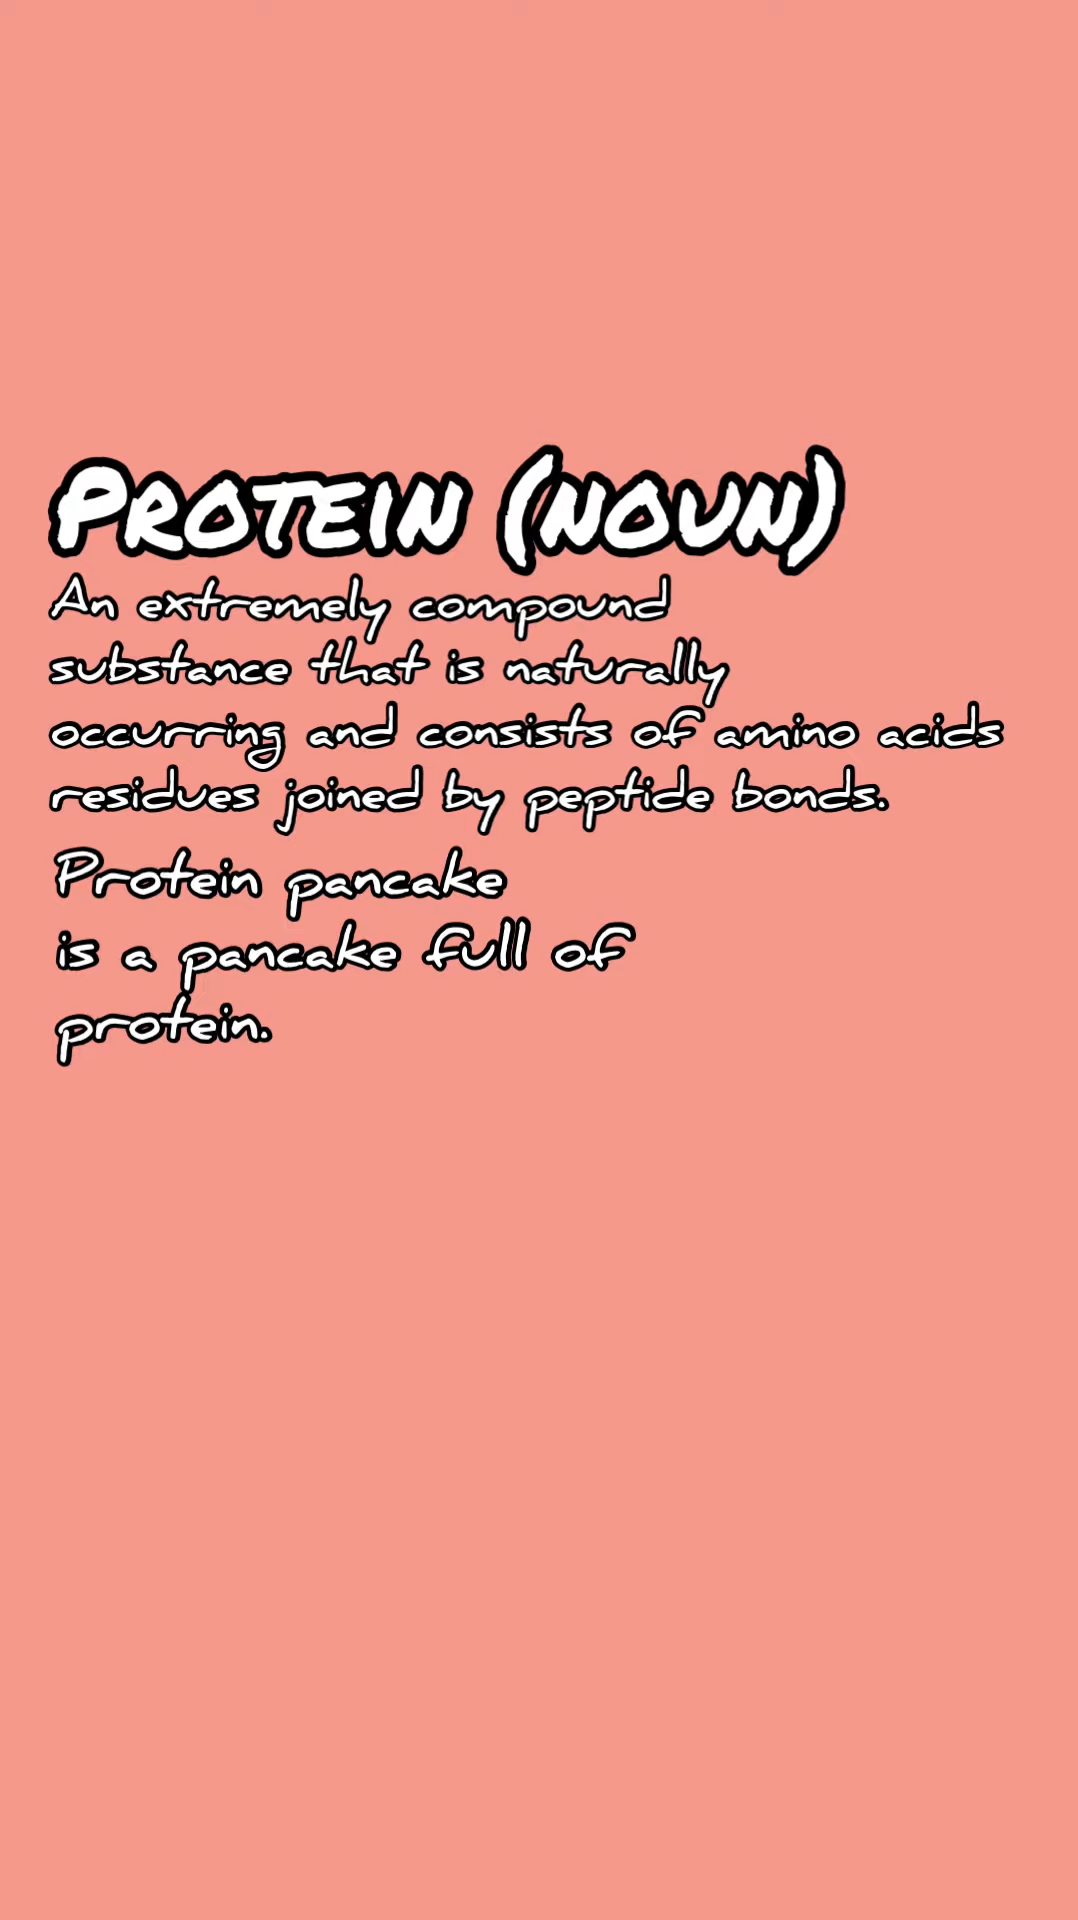 Protein (noun)
An extremely compound
substance that is naturally
occurring and consists of amino acids
residues joined by peptide bonds.
Protein pancake
is a pancake full of
protein.